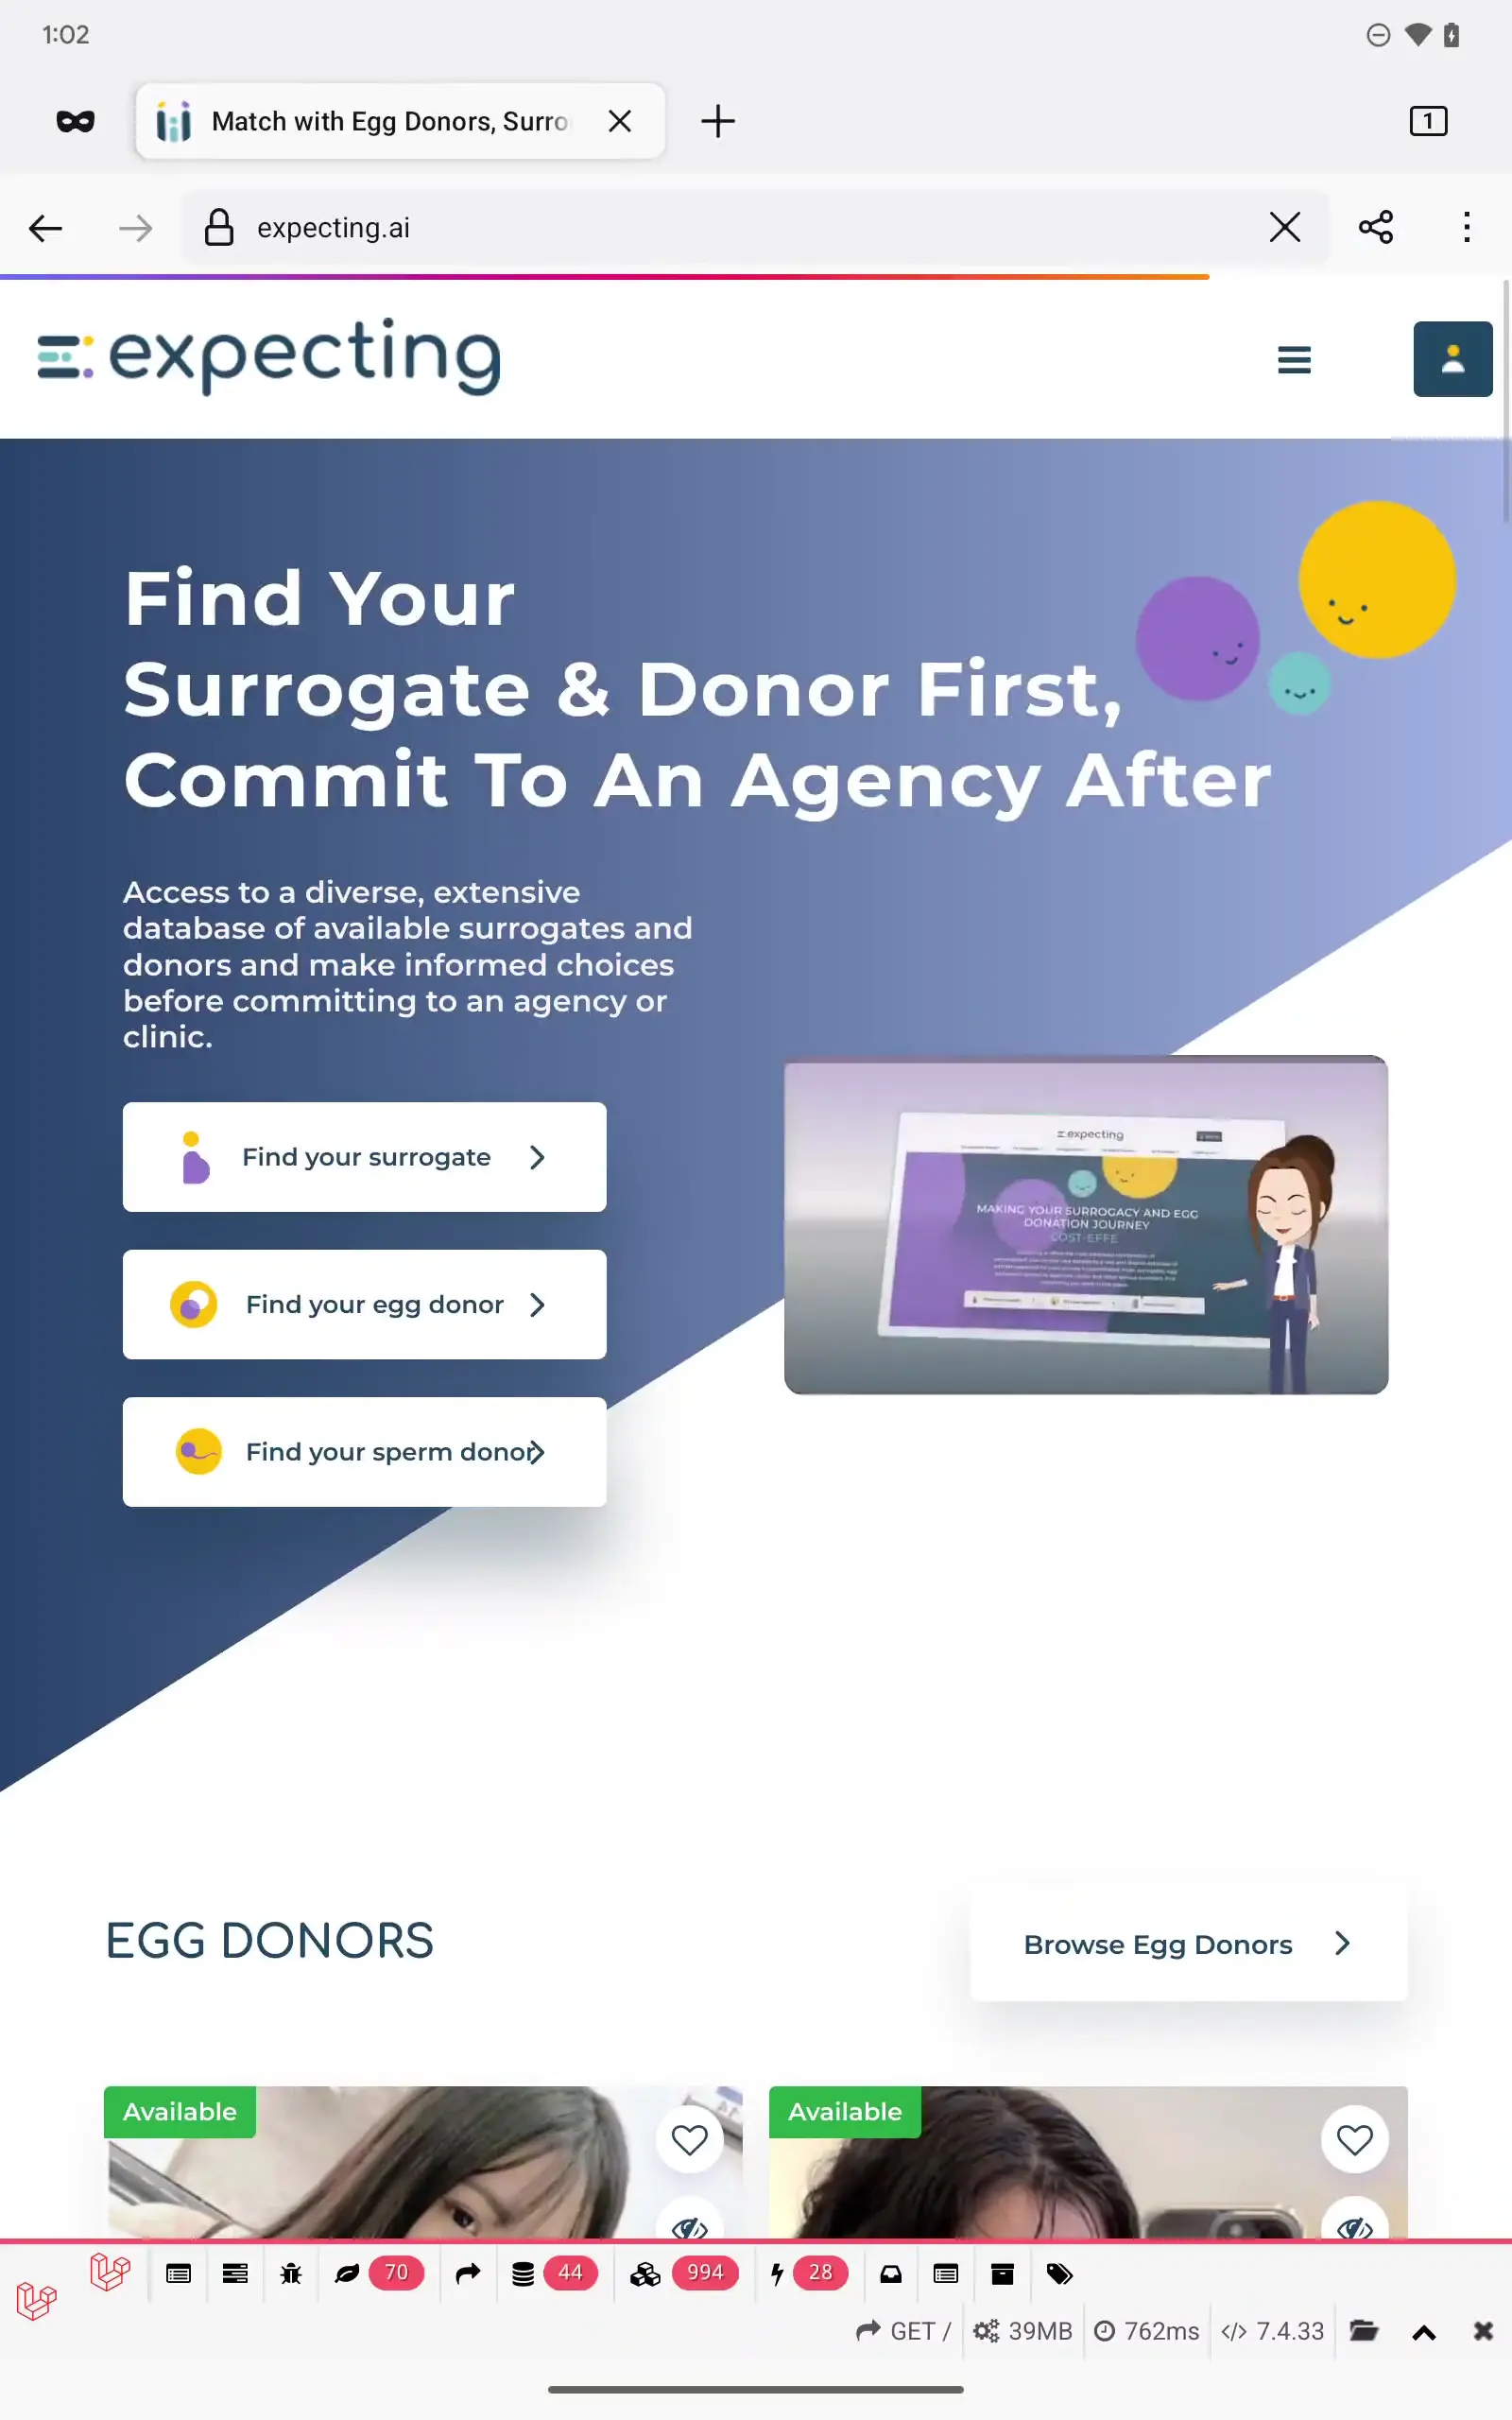 1:02
Match with Egg Donors, Surro
1
expecting.ai
expecting
Find Your
Surrogate & Donor First,
Commit To An Agency After
Access to a diverse, extensive
database of available surrogates and
donors and make informed choices
before committing to an agency or
clinic.
Find your surrogate
Find your egg donor
Find your sperm donor
expecting
MAKING YOUR SURROGACY AND EGG
DONATION JOURNEY
COST-EFFE
EGG DONORS
Browse Egg Donors
Available
Available
70
44
994
28
GET /
39MB
762ms
7.4.33